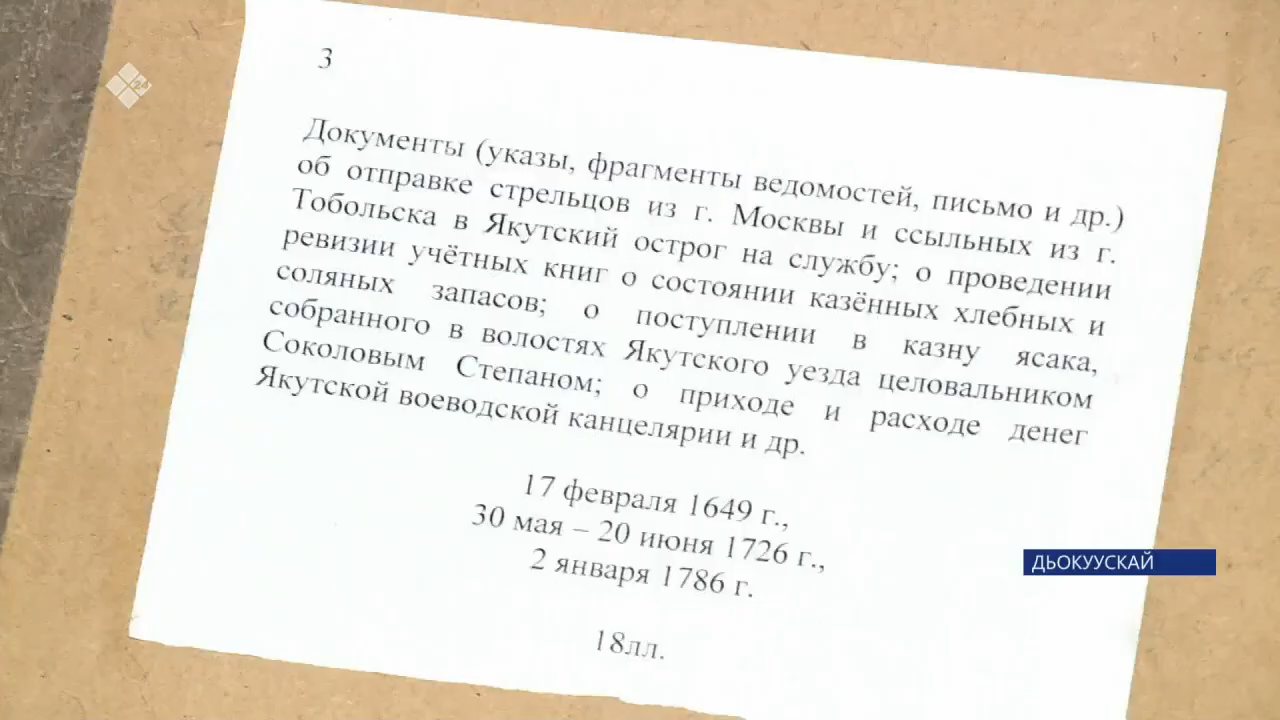 24
3
Документы (указы, фрагменты ведомостей, письмо и др.)
об отправке стрельцов из г. Москвы и ссыльных из г.
Тобольска в Якутский острог на службу; о проведении
ревизии учётных книг о состоянии казённых хлебных и
соляных запасов; о поступлении в казну ясака,
собранного в волостях Якутского уезда целовальником
Соколовым Степаном; о приходе и расходе денег
Якутской воеводской канцелярии и др.
17 февраля 1649 г.,
30 мая – 20 июня 1726 г.,
2 января 1786 г.
18лл.
ДЬОКУУСКАЙ